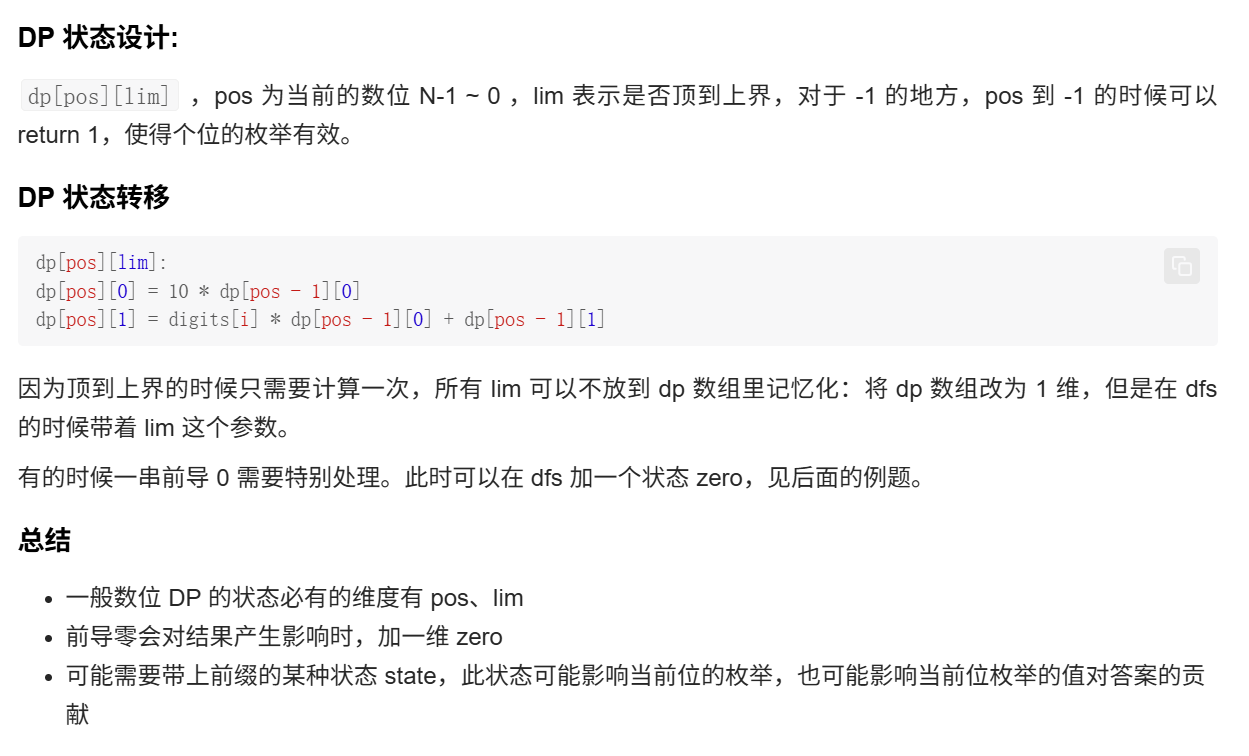 DP 状态设计:
dp[pos][lim] ，pos 为当前的数位 N-1 ~ 0 ，lim 表示是否顶到上界，对于 -1 的地方，pos 到 -1 的时候可以
return 1，使得个位的枚举有效。
DP 状态转移
dp[pos][lim]:
dp[pos][0] = 10 * dp[pos - 1][0]
dp[pos][1] = digits[i] * dp[pos - 1][0] + dp[pos - 1][1]
因为顶到上界的时候只需要计算一次，所有 lim 可以不放到 dp 数组里记忆化：将 dp 数组改为 1 维，但是在 dfs
的时候带着 lim 这个参数。
有的时候一串前导 0 需要特别处理。此时可以在 dfs 加一个状态 zero，见后面的例题。
总结
• 一般数位 DP 的状态必有的维度有 pos、lim
• 前导零会对结果产生影响时，加一维 zero
• 可能需要带上前缀的某种状态 state，此状态可能影响当前位的枚举，也可能影响当前位枚举的值对答案的贡
献